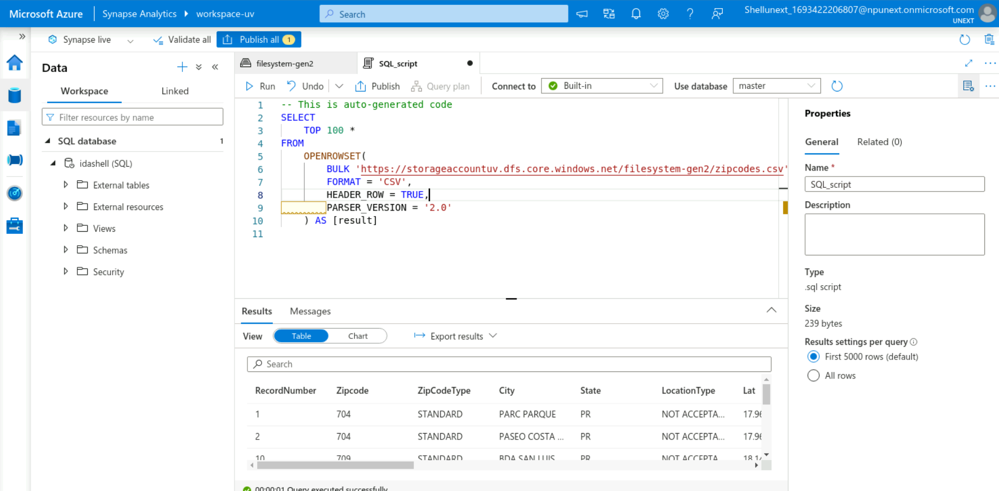 Microsoft Azure
Synapse Analytics
workspace-uv
Search
Shellunext_1693422206807@npunext.onmicrosoft.com
UNEXT
Synapse live
Validate all
Publish all 1
Data
Workspace
Linked
Filter resources by name
SQL database 1
idashell (SQL)
External tables
External resources
Views
Schemas
Security
filesystem-gen2
SQL_script
Run
Undo
Publish
Query plan
Connect to
Built-in
Use database
master
1 -- This is auto-generated code
2 SELECT
3 TOP 100 *
4 FROM
5 OPENROWSET(
6 BULK 'https://storageaccountuv.dfs.core.windows.net/filesystem-gen2/zipcodes.csv'
7 FORMAT = 'CSV',
8 HEADER_ROW = TRUE,
9 PARSER_VERSION = '2.0'
10 ) AS [result]
11
Results
Messages
View
Table
Chart
Export results
Search
RecordNumber Zipcode ZipCodeType City State LocationType Lat
1 704 STANDARD PARC PARQUE PR NOT ACCEPTA... 17.96
2 704 STANDARD PASEO COSTA ... PR NOT ACCEPTA... 17.96
10 709 STANDARD BDA SAN LUIS PR NOT ACCEPTA 18.14
00:00:01 Query executed successfully
Properties
General
Related (0)
Name *
SQL_script
Description
Type
.sql script
Size
239 bytes
Results settings per query
First 5000 rows (default)
All rows